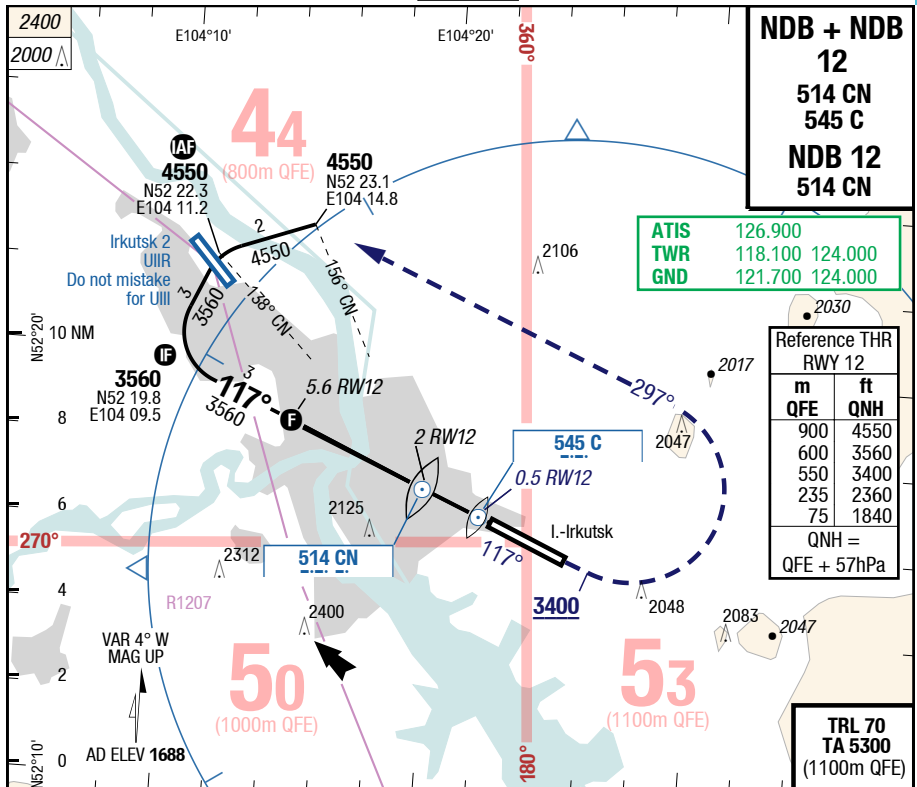 2400
2000
E104°10'
E104°20'
360°
NDB + NDB
12
514 CN
545 C
NDB 12
514 CN
44
(800m QFE)
IAF
4550
N52 22.3
E104 11.2
4550
N52 23.1
E104 14.8
ATIS 126.900
TWR 118.100 124.000
GND 121.700 124.000
2
4550
Irkutsk 2
UIIR
Do not mistake
for UIII
2106
156° CN
138° CN
3
3560
2030
N52°20'
10 NM
Reference THR
RWY 12
m ft
QFE QNH
900 4550
600 3560
550 3400
235 2360
75 1840
QNH =
QFE + 57hPa
IF
3560
N52 19.8
E104 09.5
3
117°
3560
5.6 RW12
F
2017
297°
8
2047
2 RW12
545 C
0.5 RW12
6
2125
I.-Irkutsk
270°
514 CN
117°
2312
4
R1207
3400
2048
2400
2083
2047
VAR 4° W
MAG UP
2
50
(1000m QFE)
53
(1100m QFE)
AD ELEV 1688
0
N52°10'
180°
TRL 70
TA 5300
(1100m QFE)